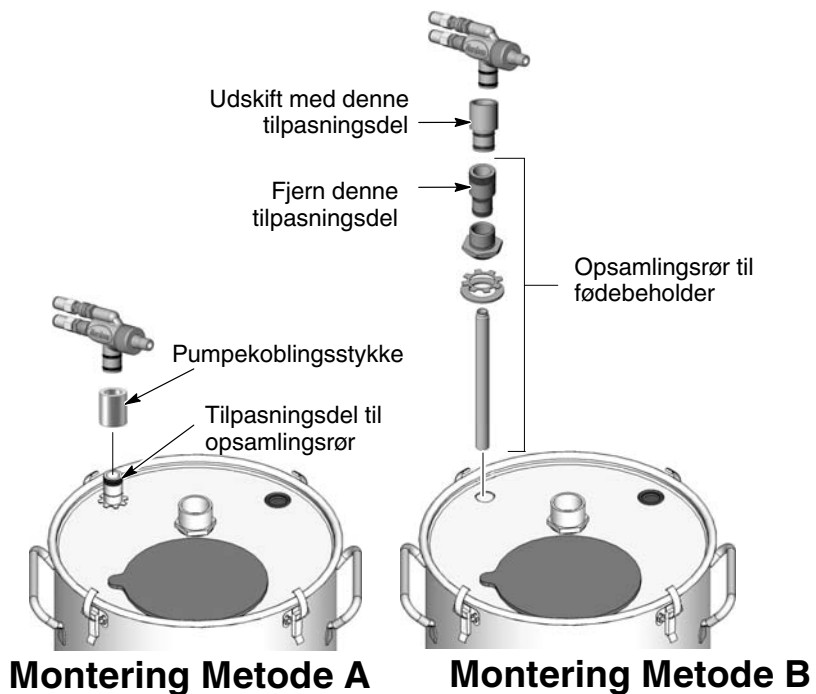 Udskift med denne
tilpasningsdel
Fjern denne
tilpasningsdel
Opsamlingsrør til
fødebeholder
Pumpekoblingsstykke
Tilpasningsdel til
opsamlingsrør
Montering Metode A
Montering Metode B